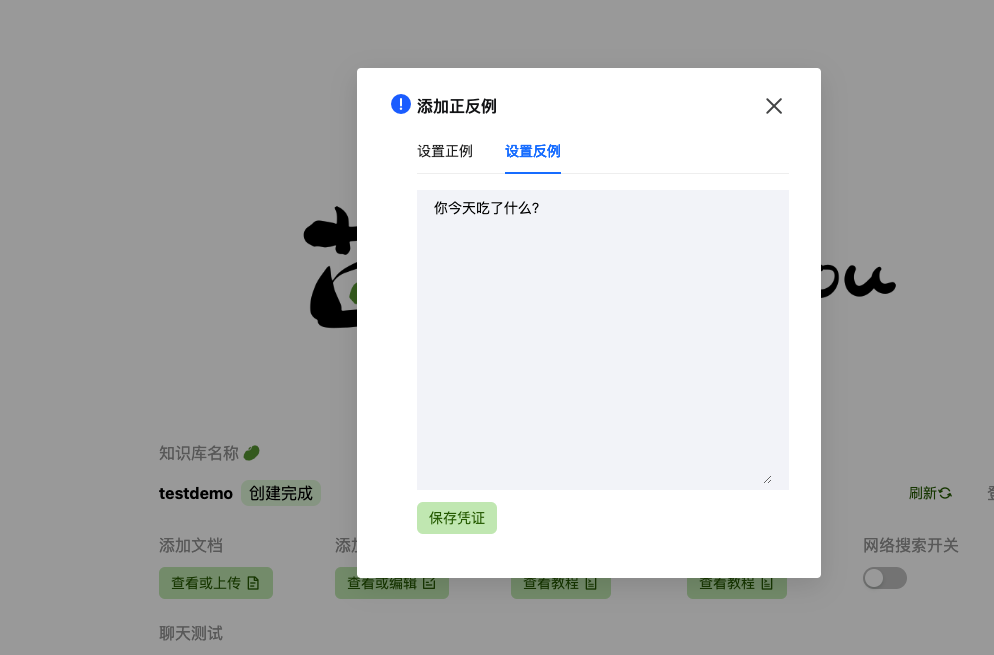 添加正反例
设置正例 设置反例
你今天吃了什么?
保存凭证
知识库名称
testdemo 创建完成
刷新
添加文档
网络搜索开关
查看或上传
查看或编辑
查看教程
查看教程
聊天测试